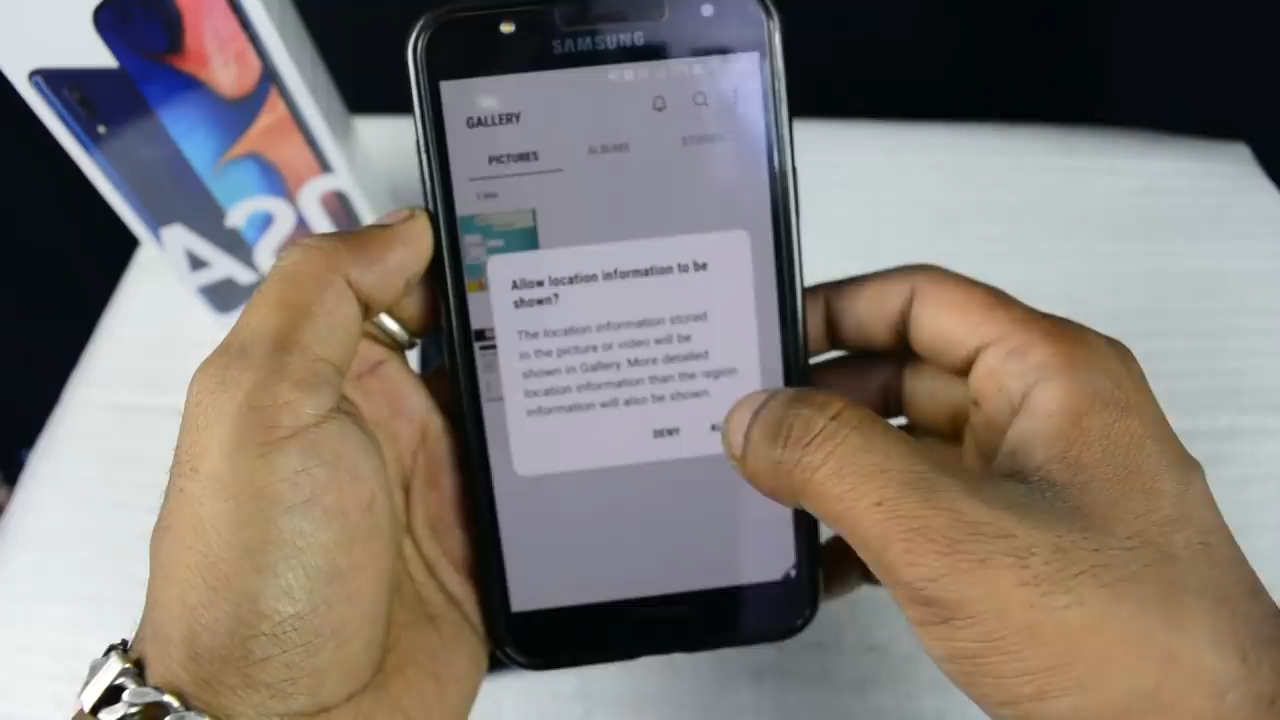 SAMSUNG
GALLERY
PICTURES ALBUMS STORIES
A20
Allow location information to be
shown?
The location information stored
in the picture or video will be
shown in Gallery. More detailed
location information than the region
information will also be shown.
DENY